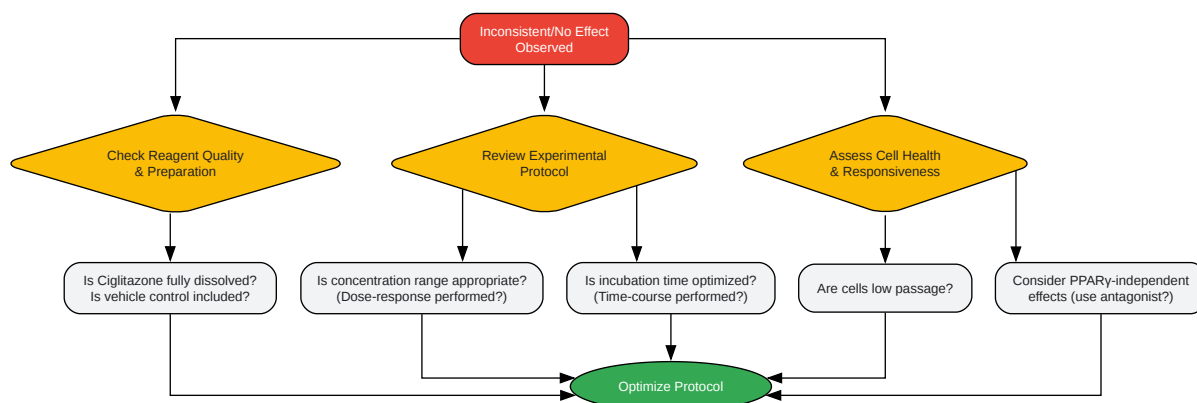 Inconsistent/No Effect
Observed
Check Reagent Quality
& Preparation
Review Experimental
Protocol
Assess Cell Health
& Responsiveness
Is Ciglitazone fully dissolved?
Is vehicle control included?
Is concentration range appropriate?
(Dose-response performed?)
Is incubation time optimized?
(Time-course performed?)
Are cells low passage?
Consider PPARγ-independent
effects (use antagonist?)
Optimize Protocol